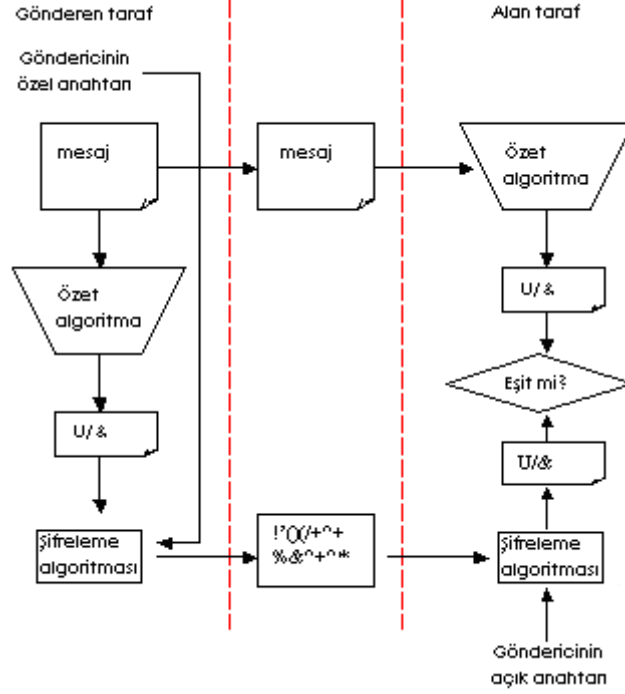 Gönderen taraf
Alan taraf
Göndericinin
özel anahtarı
mesaj
mesaj
özet
algoritma
özet
algoritma
U/ &
U/ &
Eşit mi?
U/&
Şifreleme
algoritması
!'()(/+^+
%&^+^*
Şifreleme
algoritması
Göndericinin
açık anahtarı